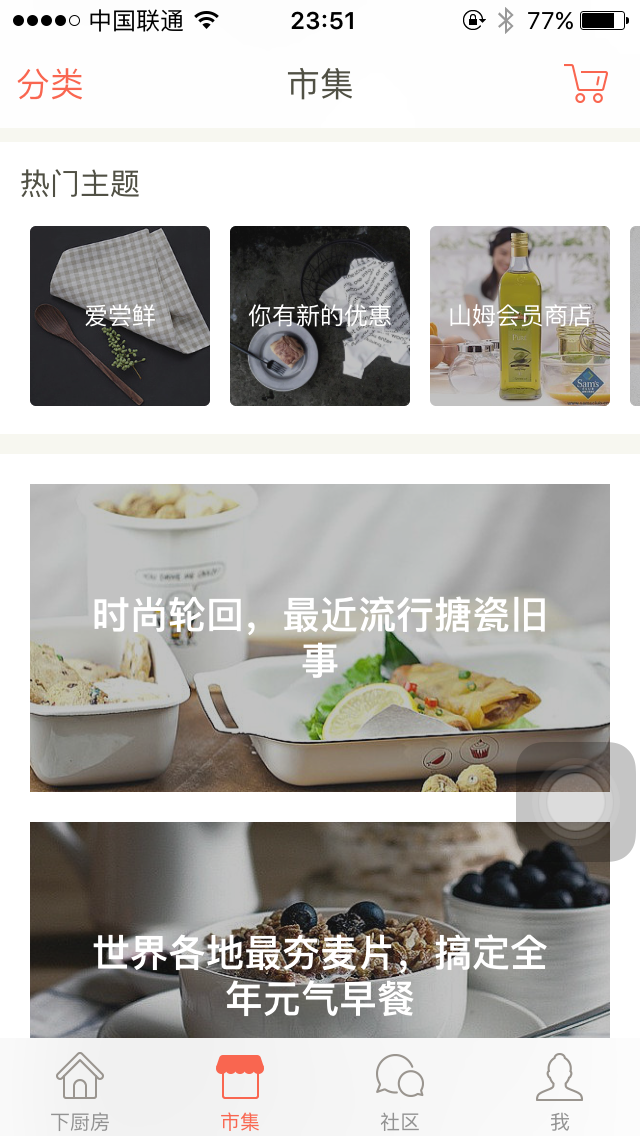 中国联通
23:51
77%
分类
市集
热门主题
爱尝鲜
你有新的优惠
山姆会员商店
Sam's
时尚轮回，最近流行搪瓷旧
事
世界各地最夯麦片，搞定全
年元气早餐
下厨房
市集
社区
我